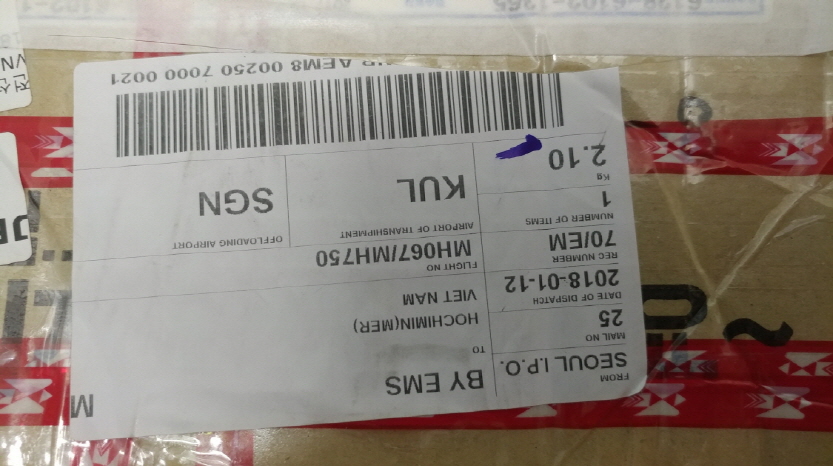 FROM
SEOUL I.P.O.
BY EMS
MAIL NO
25
TO
HOCHIMIN(MER)
VIET NAM
DATE OF DISPATCH
2018-01-12
REC NUMBER
70/EM
FLIGHT NO
MH067/MH750
NUMBER OF ITEMS
1
AIRPORT OF TRANSHIPMENT
KUL
OFFLOADING AIRPORT
SGN
Kg
2.10
AEM8 00250 7000 0021